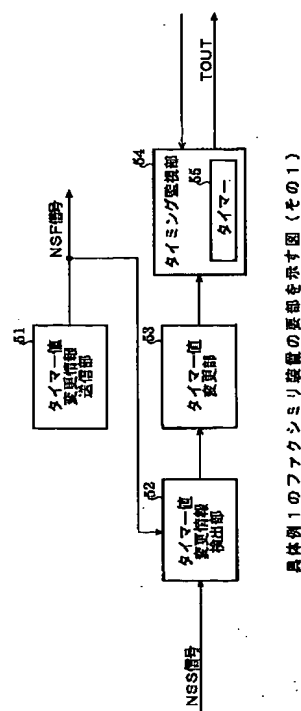 51
タイマー値
変更情報
送信部
NSF信号
NSS信号
52
タイマー値
変更情報
検出部
53
タイマー値
変更部
54
タイミング監視部
55
タイマー
TOUT
具体例1のファクシミリ装置の要部を示す図(その1)